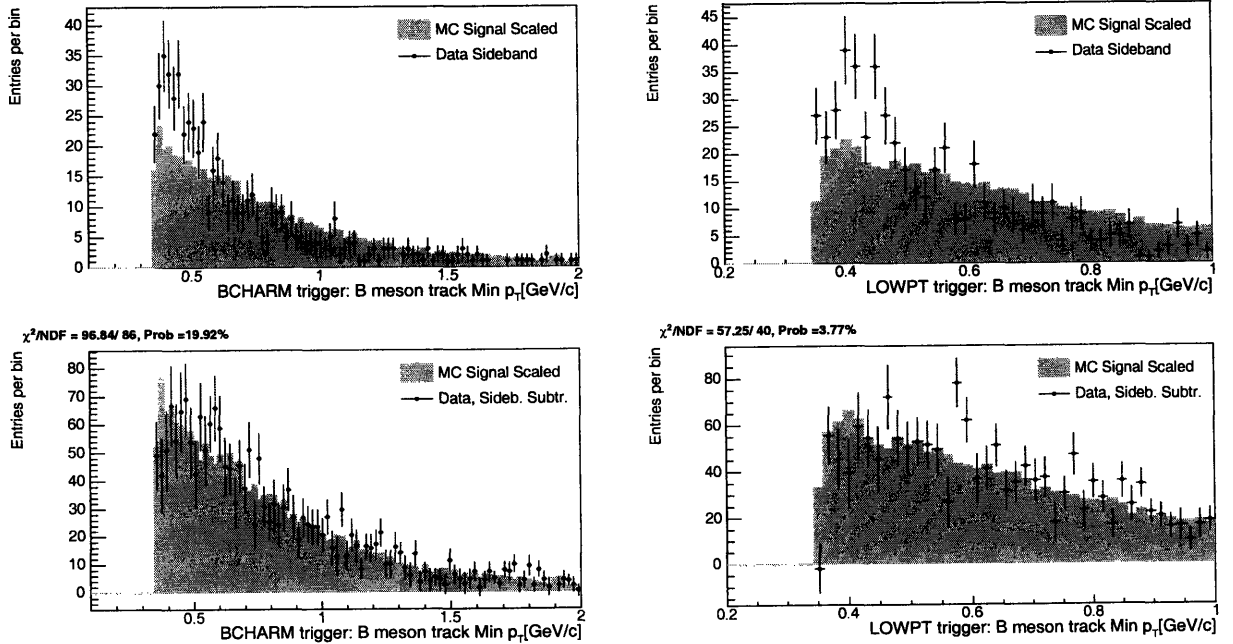 Entries per bin
40
35
30
25
20
15
10
5
0
MC Signal Scaled
Data Sideband
0.5
1
1.5
2
BCHARM trigger: B meson track Min pT[GeV/c]
Entries per bin
45
40
35
30
25
20
15
10
5
0
MC Signal Scaled
Data Sideband
0.2
0.4
0.6
0.8
1
LOWPT trigger: B meson track Min pT[GeV/c]
χ²/NDF = 96.84/ 86, Prob =19.92%
Entries per bin
80
70
60
50
40
30
20
10
0
MC Signal Scaled
Data, Sideb. Subtr.
0.5
1
1.5
2
BCHARM trigger: B meson track Min pT[GeV/c]
χ²/NDF = 57.25/ 40, Prob =3.77%
Entries per bin
80
60
40
20
0
MC Signal Scaled
Data, Sideb. Subtr.
0.2
0.4
0.6
0.8
1
LOWPT trigger: B meson track Min pT[GeV/c]